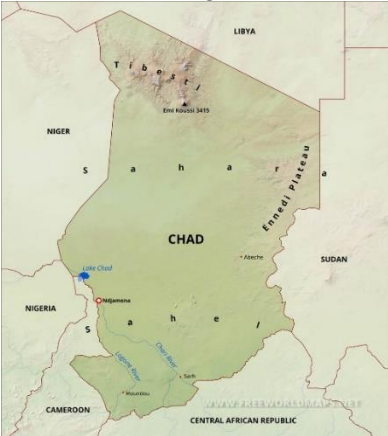 LIBYA
Tibesti
Emi Koussi 3415
NIGER
Sahara
Ennedi Plateau
CHAD
Abeche
SUDAN
Lake Chad
Ndjamena
NIGERIA
Sahel
Logone River
Chari River
Sarh
Moundou
WWW.FREEWORLDMAPS.NET
CAMEROON
CENTRAL AFRICAN REPUBLIC